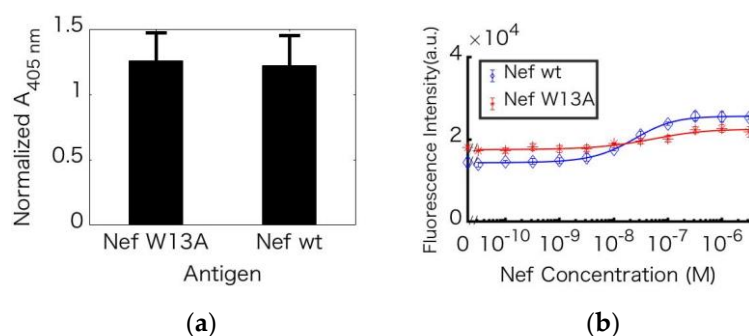 1.5
1
0.5
0
Normalized A405 nm
Nef W13A
Nef wt
Antigen
(a)
×10⁴
4
2
0
Fluorescence Intensity(a.u.)
Nef wt
Nef W13A
0 10⁻¹⁰ 10⁻⁹ 10⁻⁸ 10⁻⁷ 10⁻⁶
Nef Concentration (M)
(b)